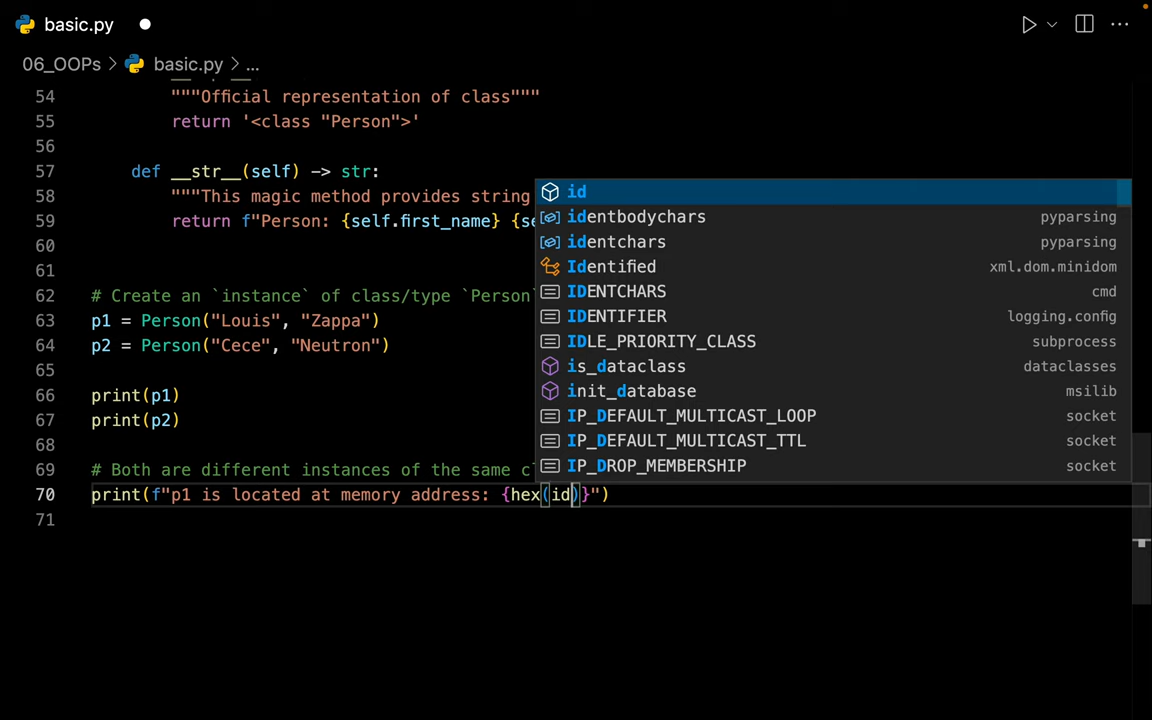 basic.py
06_OOPs > basic.py > ...
54 """Official representation of class"""
55 return '<class "Person">'
56
57 def __str__(self) -> str:
58 """This magic method provides string
59 return f"Person: {self.first_name} {se
60
61
62 # Create an `instance` of class/type `Person`
63 p1 = Person("Louis", "Zappa")
64 p2 = Person("Cece", "Neutron")
65
66 print(p1)
67 print(p2)
68
69 # Both are different instances of the same c
70 print(f"p1 is located at memory address: {hex(id)}")
71
id
identbodychars pyparsing
identchars pyparsing
Identified xml.dom.minidom
IDENTCHARS cmd
IDENTIFIER logging.config
IDLE_PRIORITY_CLASS subprocess
is_dataclass dataclasses
init_database msilib
IP_DEFAULT_MULTICAST_LOOP socket
IP_DEFAULT_MULTICAST_TTL socket
IP_DROP_MEMBERSHIP socket